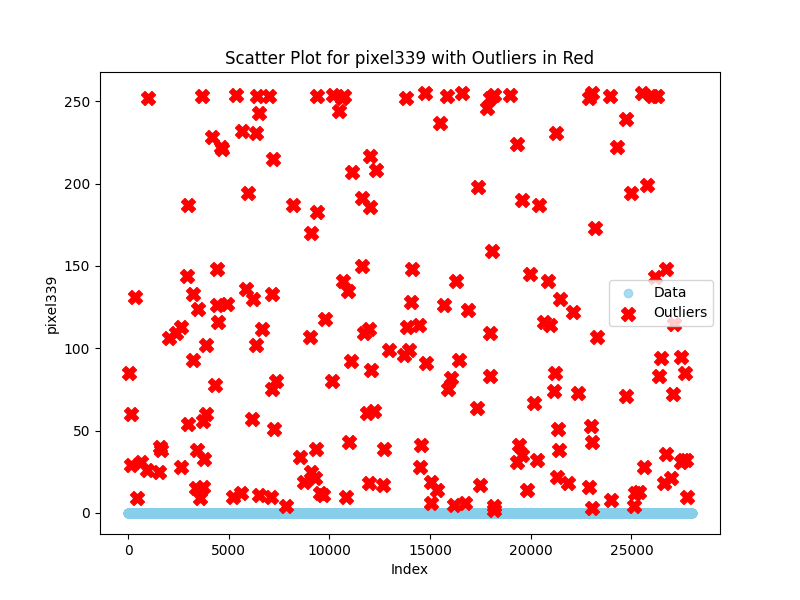 Scatter Plot for pixel339 with Outliers in Red
250
200
150
100
50
0
pixel339
Data
Outliers
0
5000
10000
15000
20000
25000
Index